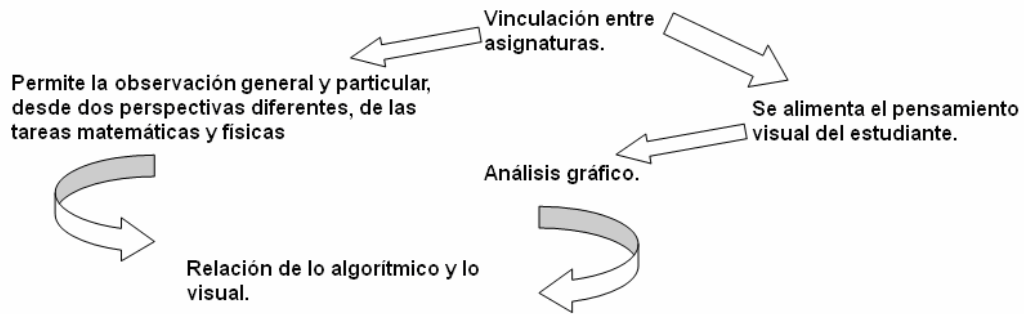 Vinculación entre
asignaturas.
Permite la observación general y particular,
desde dos perspectivas diferentes, de las
tareas matemáticas y físicas
Se alimenta el pensamiento
visual del estudiante.
Análisis gráfico.
Relación de lo algorítmico y lo
visual.